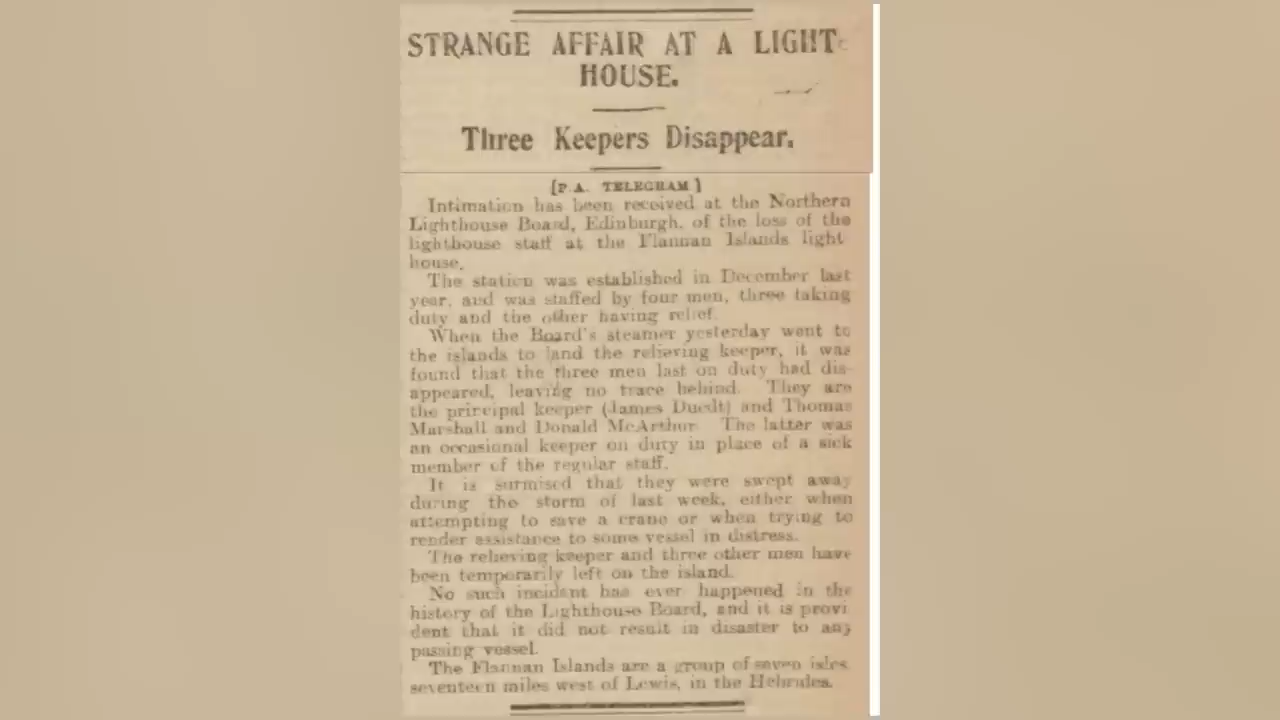 STRANGE AFFAIR AT A LIGHT-
HOUSE.
Three Keepers Disappear.
[P.A. TELEGRAM]
Intimation has been received at the Northern
Lighthouse Board, Edinburgh, of the loss of the
lighthouse staff at the Flannan Islands light-
house.
The station was established in December last
year, and was staffed by four men, three taking
duty and the other having relief.
When the Board's steamer yesterday went to
the islands to land the relieving keeper, it was
found that the three men last on duty had dis-
appeared, leaving no trace behind. They are
the principal keeper (James Ducdt) and Thomas
Marshall and Donald McArthur. The latter was
an occasional keeper on duty in place of a sick
member of the regular staff.
It is surmised that they were swept away
during the storm of last week, either when
attempting to save a crane or when trying to
render assistance to some vessel in distress.
The relieving keeper and three other men have
been temporarily left on the island.
No such incident has ever happened in the
history of the Lighthouse Board, and it is provi-
dent that it did not result in disaster to any
passing vessel.
The Flannan Islands are a group of seven isles,
seventeen miles west of Lewis, in the Hebrides.